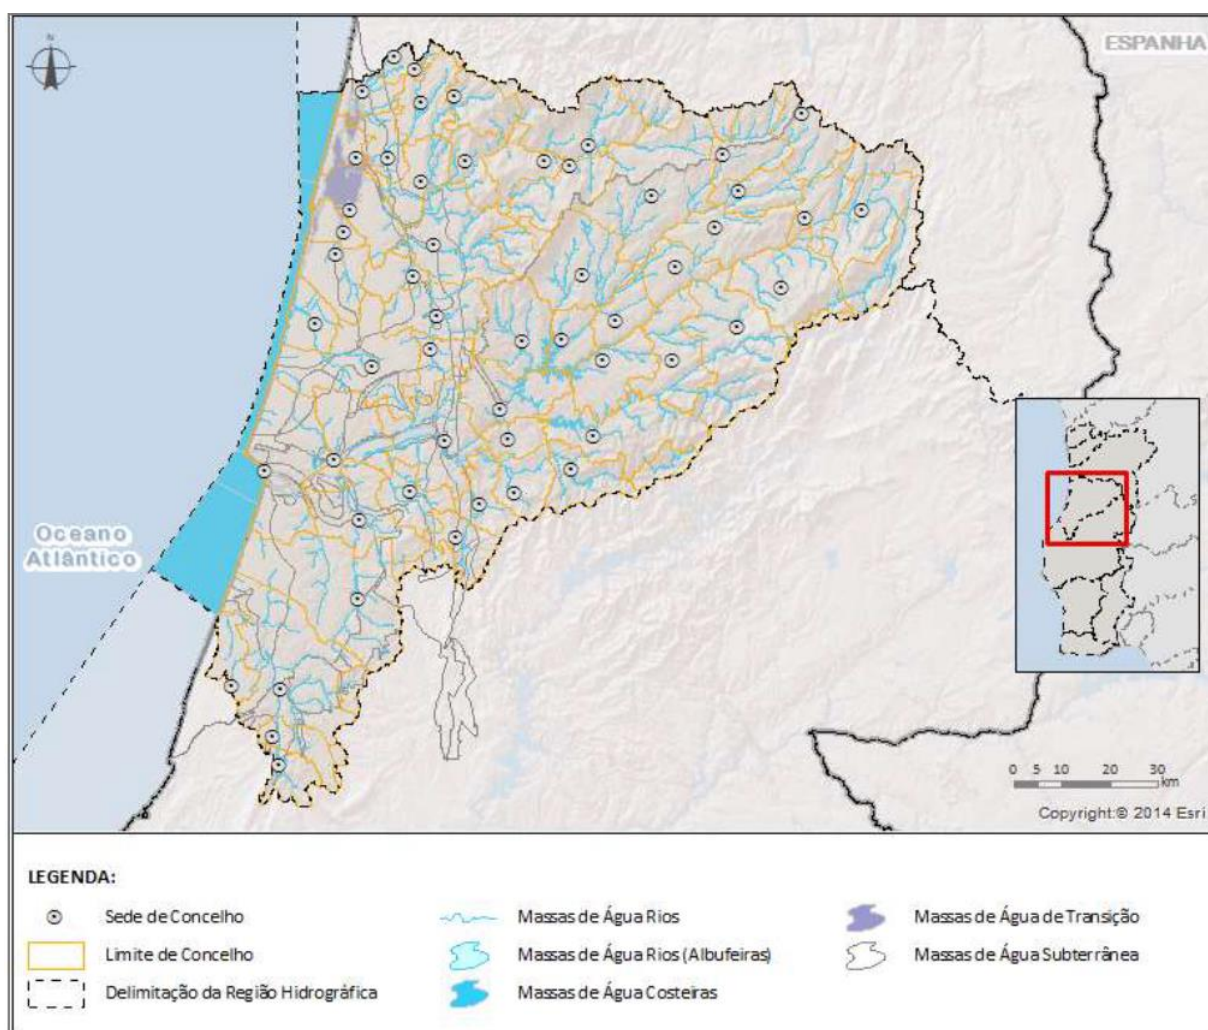 N
ESPANHA
Oceano
Atlântico
0 5 10 20 30
km
Copyright:© 2014 Esri
LEGENDA:
Sede de Concelho
Massas de Água Rios
Massas de Água de Transição
Limite de Concelho
Massas de Água Rios (Albufeiras)
Massas de Água Subterrânea
Delimitação da Região Hidrográfica
Massas de Água Costeiras